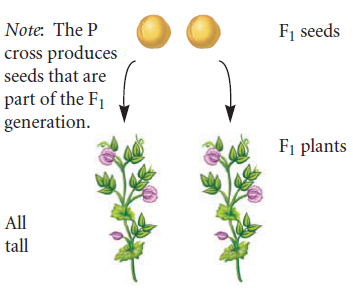 Note: The P
cross produces
seeds that are
part of the F1
generation.
F1 seeds
F1 plants
All
tall